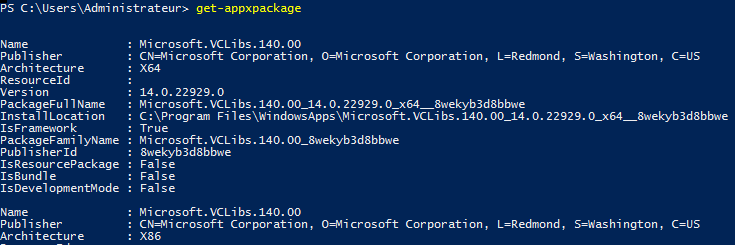 PS C:\Users\Administrateur> get-appxpackage
Name : Microsoft.VCLibs.140.00
Publisher : CN=Microsoft Corporation, O=Microsoft Corporation, L=Redmond, S=Washington, C=US
Architecture : X64
ResourceId :
Version : 14.0.22929.0
PackageFullName : Microsoft.VCLibs.140.00_14.0.22929.0_x64__8wekyb3d8bbwe
InstallLocation : C:\Program Files\WindowsApps\Microsoft.VCLibs.140.00_14.0.22929.0_x64__8wekyb3d8bbwe
IsFramework : True
PackageFamilyName : Microsoft.VCLibs.140.00_8wekyb3d8bbwe
PublisherId : 8wekyb3d8bbwe
IsResourcePackage : False
IsBundle : False
IsDevelopmentMode : False
Name : Microsoft.VCLibs.140.00
Publisher : CN=Microsoft Corporation, O=Microsoft Corporation, L=Redmond, S=Washington, C=US
Architecture : X86